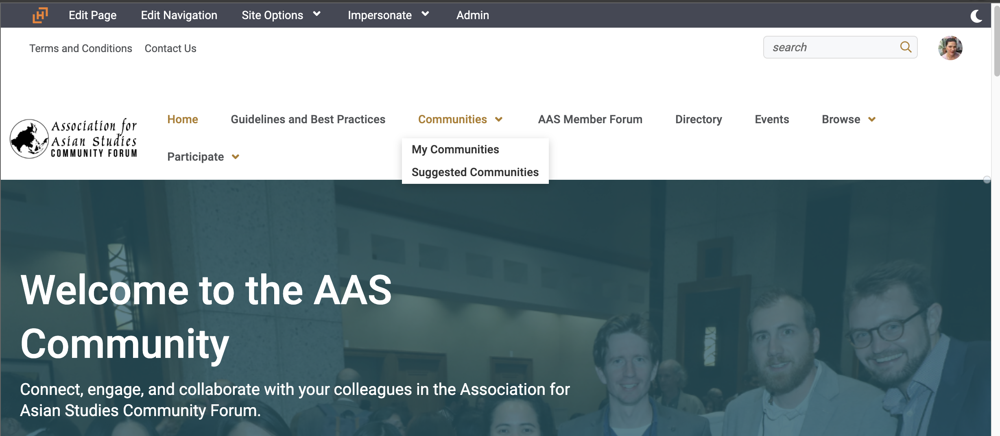 Edit Page Edit Navigation Site Options Impersonate Admin
Terms and Conditions Contact Us search
Association for
Asian Studies
COMMUNITY FORUM
Home Guidelines and Best Practices Communities AAS Member Forum Directory Events Browse
Participate
My Communities
Suggested Communities
Welcome to the AAS
Community
Connect, engage, and collaborate with your colleagues in the Association for
Asian Studies Community Forum.